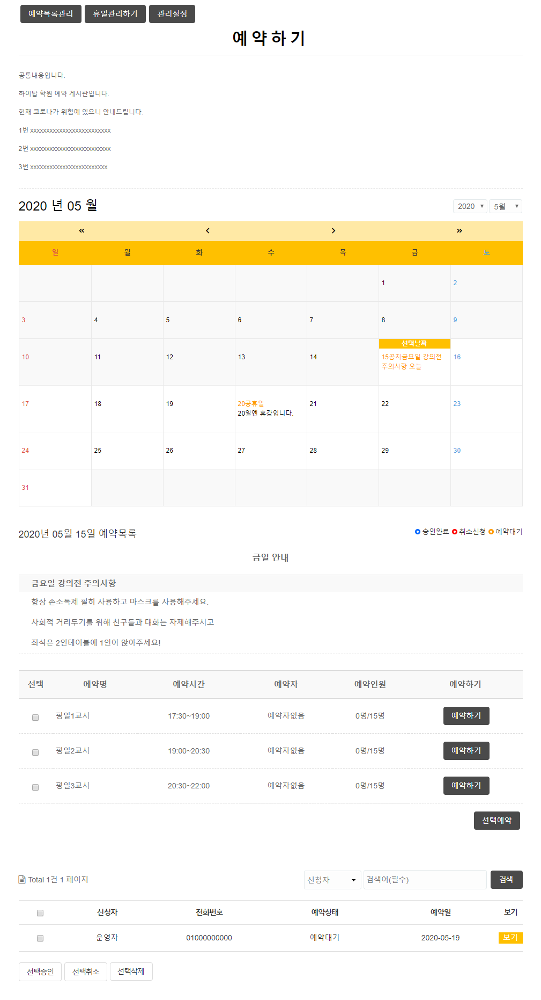 예약목록관리 휴일관리하기 관리설정
예 약 하 기
공통내용입니다.
하이탑 학원 예약 게시판입니다.
현재 코로나가 위험에 있으니 안내드립니다.
1번 xxxxxxxxxxxxxxxxxxxxxxxxx
2번 xxxxxxxxxxxxxxxxxxxxxxxxx
3번 xxxxxxxxxxxxxxxxxxxxxxxx
2020 년 05 월 2020 5월
« ‹ › »
일 월 화 수 목 금 토
1 2
3 4 5 6 7 8 9
선택날짜
10 11 12 13 14 15공지금요일 강의전 16
주의사항 오늘
17 18 19 20공휴일 21 22 23
20일엔 휴강입니다.
24 25 26 27 28 29 30
31
2020년 05월 15일 예약목록 승인완료 취소신청 예약대기
금일 안내
금요일 강의전 주의사항
항상 손소독제 필히 사용하고 마스크를 사용해주세요.
사회적 거리두기를 위해 친구들과 대화는 자제해주시고
좌석은 2인테이블에 1인이 앉아주세요!
선택 에약명 예약시간 예약자 예약인원 예약하기
평일1교시 17:30~19:00 예약자없음 0명/15명 예약하기
평일2교시 19:00~20:30 예약자없음 0명/15명 예약하기
평일3교시 20:30~22:00 예약자없음 0명/15명 예약하기
선택예약
Total 1건 1 페이지 신청자 검색어(필수) 검색
신청자 전화번호 예약상태 예약일 보기
운영자 01000000000 예약대기 2020-05-19 보기
선택승인 선택취소 선택삭제